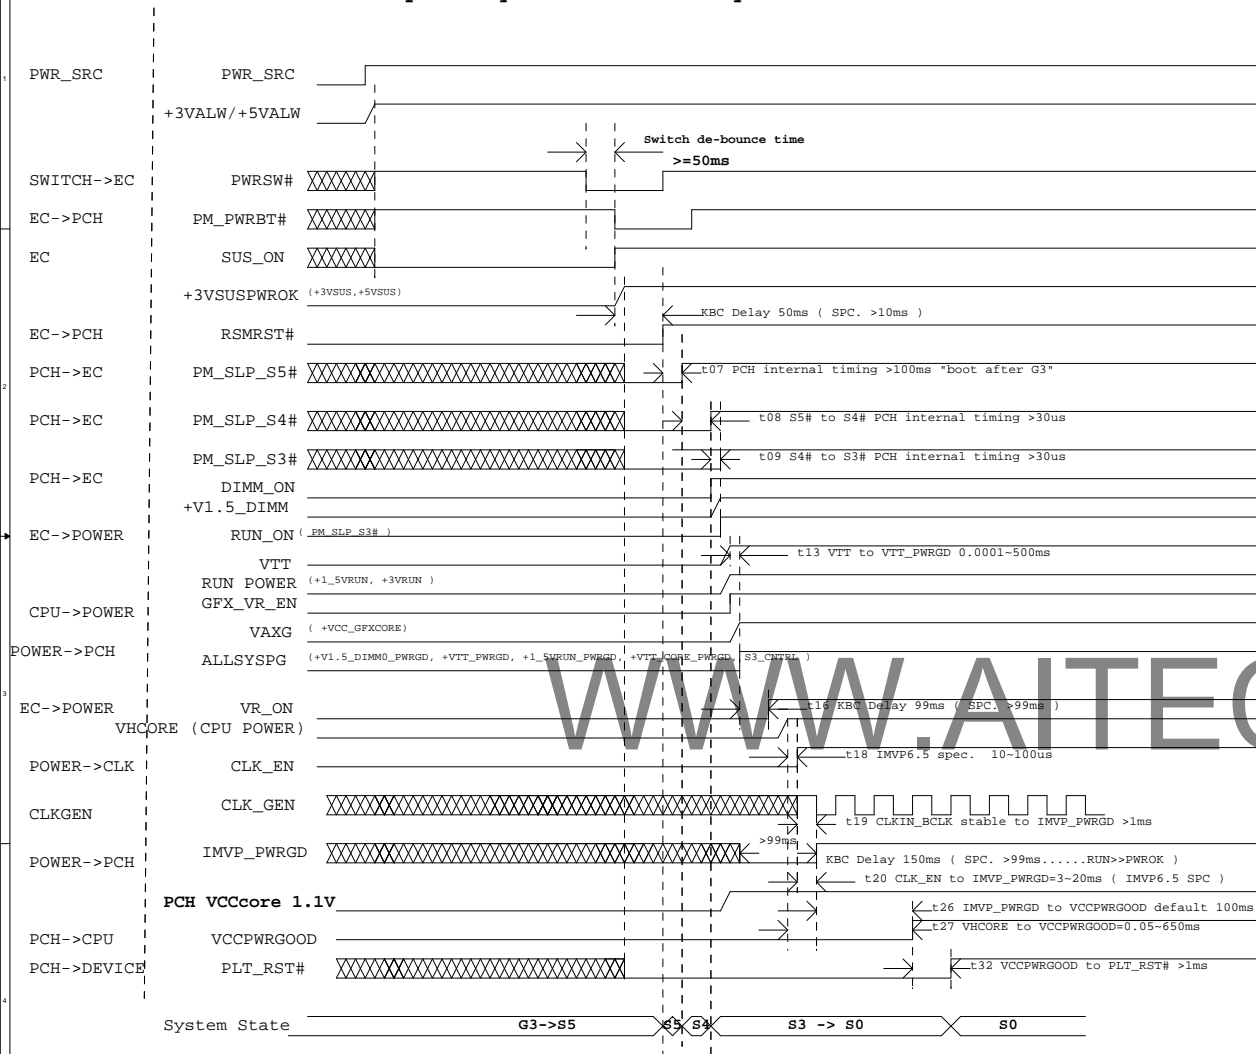 PWR_SRC PWR_SRC
+3VALW/+5VALW
Switch de-bounce time
>=50ms
SWITCH->EC PWRSW#
EC->PCH PM_PWRBT#
EC SUS_ON
+3VSUSPWROK (+3VSUS,+5VSUS)
KBC Delay 50ms ( SPC. >10ms )
EC->PCH RSMRST#
PCH->EC PM_SLP_S5# t07 PCH internal timing >100ms "boot after G3"
PCH->EC PM_SLP_S4# t08 S5# to S4# PCH internal timing >30us
PM_SLP_S3# t09 S4# to S3# PCH internal timing >30us
PCH->EC
DIMM_ON
+V1.5_DIMM
EC->POWER RUN_ON ( PM_SLP_S3# )
t13 VTT to VTT_PWRGD 0.0001~500ms
VTT
RUN POWER (+1_5VRUN, +3VRUN )
GFX_VR_EN
CPU->POWER
VAXG ( +VCC_GFXCORE)
POWER->PCH
ALLSYSPG (+V1.5_DIMM0_PWRGD, +VTT_PWRGD, +1_5VRUN_PWRGD, +VTT_CORE_PWRGD, S3_CNTRL )
WWW.AITE
EC->POWER VR_ON t16 KBC Delay 99ms ( SPC. >99ms )
VHCORE (CPU POWER)
t18 IMVP6.5 spec. 10~100us
POWER->CLK CLK_EN
CLK_GEN
CLKGEN
t19 CLKIN_BCLK stable to IMVP_PWRGD >1ms
>99ms
IMVP_PWRGD
POWER->PCH KBC Delay 150ms ( SPC. >99ms......RUN>>PWROK )
t20 CLK_EN to IMVP_PWRGD=3~20ms ( IMVP6.5 SPC )
PCH VCCcore 1.1V
t26 IMVP_PWRGD to VCCPWRGOOD default 100ms
t27 VHCORE to VCCPWRGOOD=0.05~650ms
PCH->CPU VCCPWRGOOD
PCH->DEVICE PLT_RST# t32 VCCPWRGOOD to PLT_RST# >1ms
System State G3->S5 S5 S4 S3 -> S0 S0
1
2
3
4